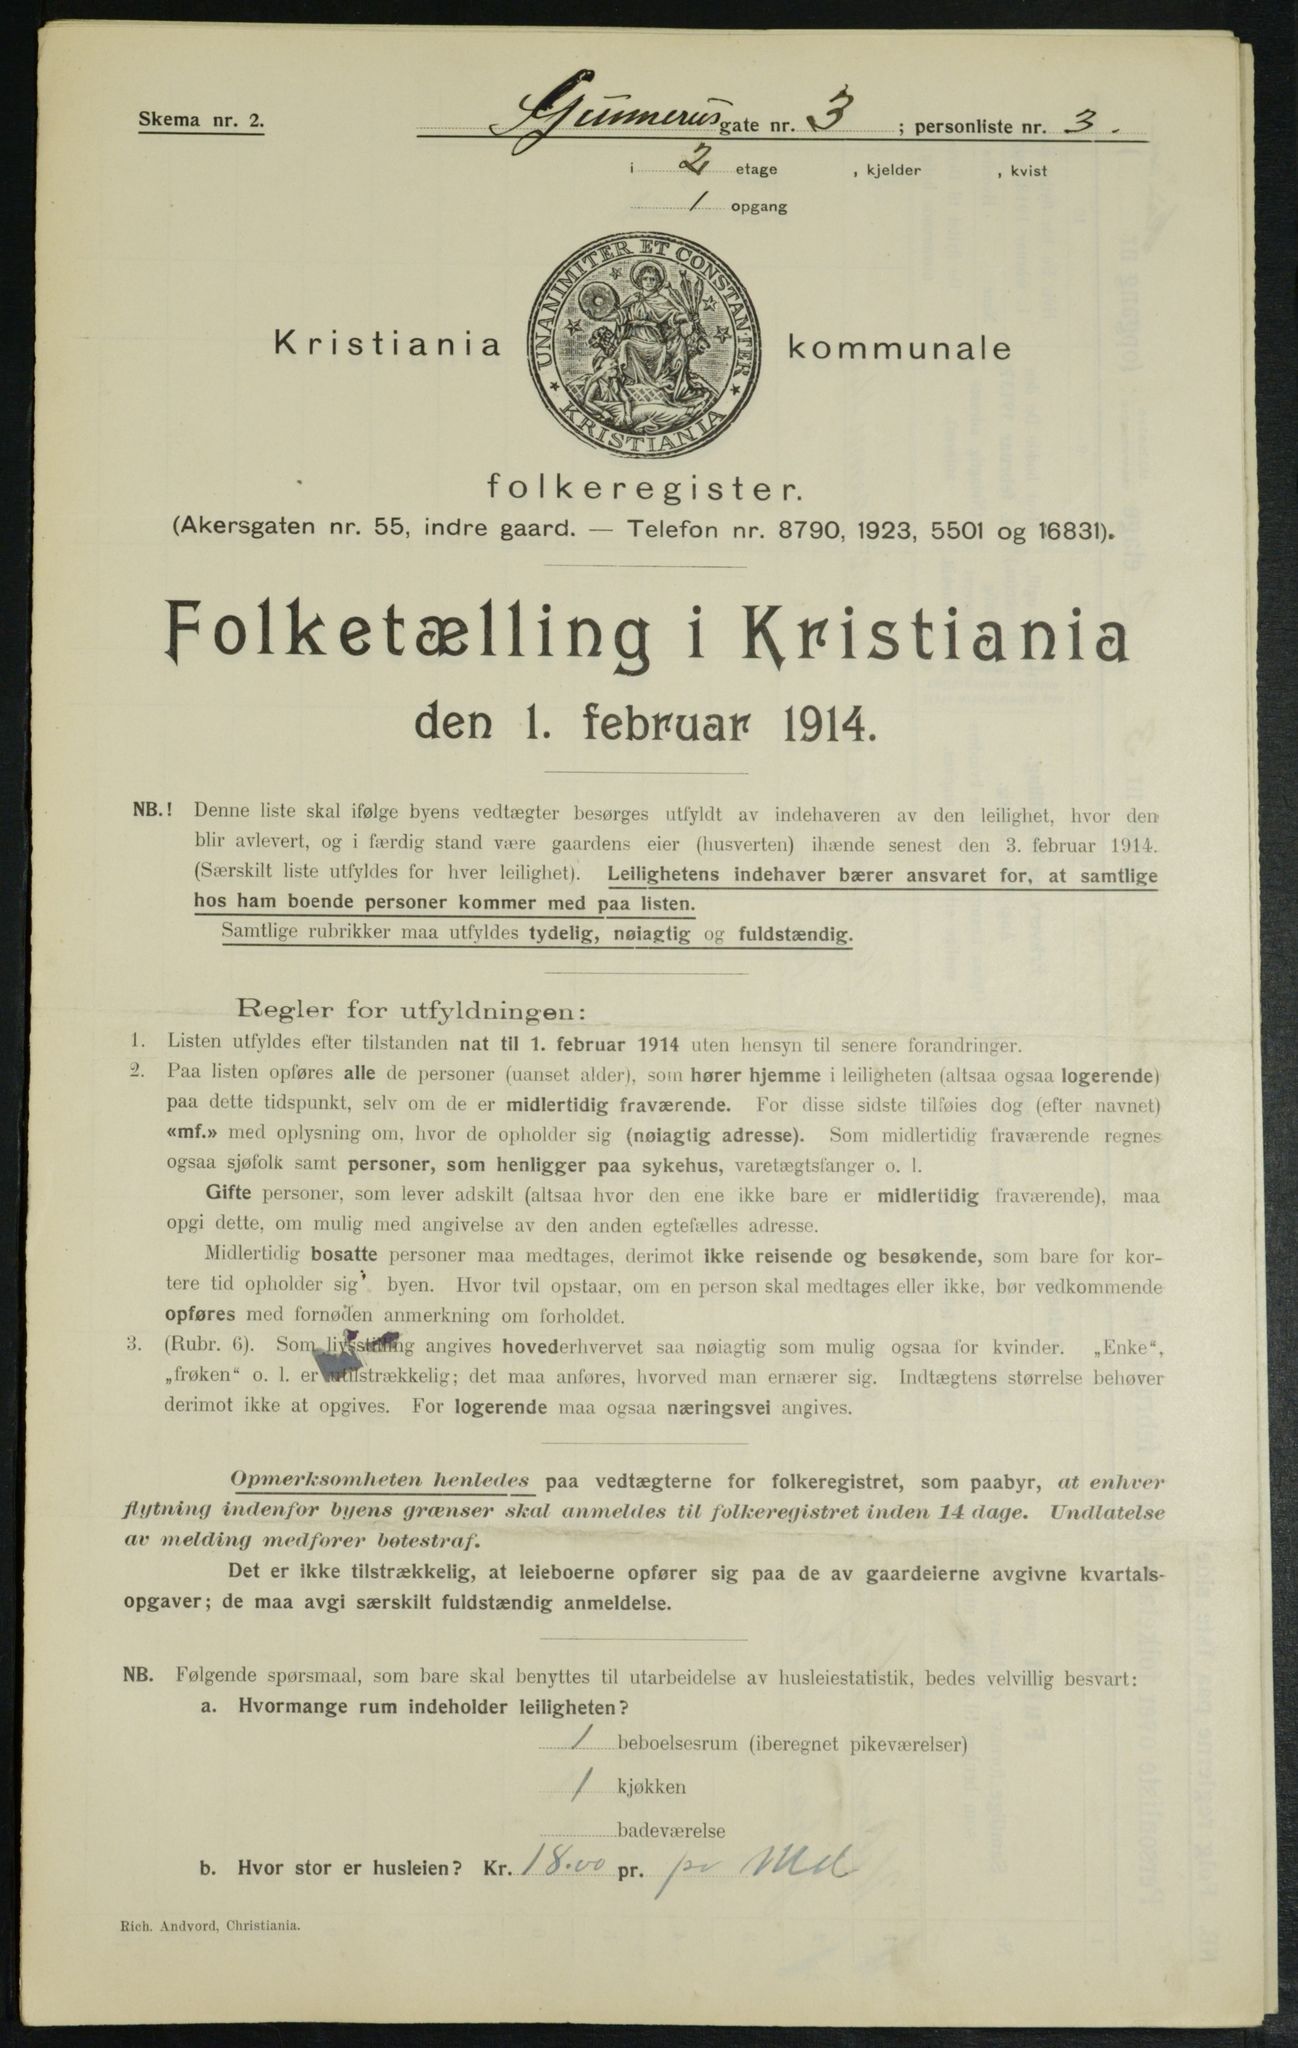 Skema nr. 2.
Gunnerus gate nr. 3 ; personliste nr. 3.
i 2 etage , kjelder , kvist
1 opgang
UNANIMITER ET CONSTANTER
KRISTIANIA
Kristiania kommunale
folkeregister.
(Akersgaten nr. 55, indre gaard. — Telefon nr. 8790, 1923, 5501 og 16831).
Folketælling i Kristiania
den 1. februar 1914.
NB.! Denne liste skal ifølge byens vedtægter besørges utfyldt av indehaveren av den leilighet, hvor den
blir avlevert, og i færdig stand være gaardens eier (husverten) ihænde senest den 3. februar 1914.
(Særskilt liste utfyldes for hver leilighet). Leilighetens indehaver bærer ansvaret for, at samtlige
hos ham boende personer kommer med paa listen.
Samtlige rubrikker maa utfyldes tydelig, nøiagtig og fuldstændig.
Regler for utfyldningen:
1. Listen utfyldes efter tilstanden nat til 1. februar 1914 uten hensyn til senere forandringer.
2. Paa listen opføres alle de personer (uanset alder), som hører hjemme i leiligheten (altsaa ogsaa logerende)
paa dette tidspunkt, selv om de er midlertidig fraværende. For disse sidste tilføies dog (efter navnet)
«mf.» med oplysning om, hvor de opholder sig (nøiagtig adresse). Som midlertidig fraværende regnes
ogsaa sjøfolk samt personer, som henligger paa sykehus, varetægtsfanger o. l.
Gifte personer, som lever adskilt (altsaa hvor den ene ikke bare er midlertidig fraværende), maa
opgi dette, om mulig med angivelse av den anden egtefælles adresse.
Midlertidig bosatte personer maa medtages, derimot ikke reisende og besøkende, som bare for kor-
tere tid opholder sig byen. Hvor tvil opstaar, om en person skal medtages eller ikke, bør vedkommende
opføres med fornøden anmerkning om forholdet.
3. (Rubr. 6). Som livsstilling angives hovederhvervet saa nøiagtig som mulig ogsaa for kvinder. „Enke“,
„frøken“ o. l. er utilstrækkelig; det maa anføres, hvorved man ernærer sig. Indtægtens størrelse behøver
derimot ikke at opgives. For logerende maa ogsaa næringsvei angives.
Opmerksomheten henledes paa vedtægterne for folkeregistret, som paabyr, at enhver
flytning indenfor byens grænser skal anmeldes til folkeregistret inden 14 dage. Undlatelse
av melding medfører bøtestraf.
Det er ikke tilstrækkelig, at leieboerne opfører sig paa de av gaardeierne avgivne kvartals-
opgaver; de maa avgi særskilt fuldstændig anmeldelse.
NB. Følgende spørsmaal, som bare skal benyttes til utarbeidelse av husleiestatistik, bedes velvillig besvart:
a. Hvormange rum indeholder leiligheten?
1 beboelsesrum (iberegnet pikeværelser)
1 kjøkken
badeværelse
b. Hvor stor er husleien? Kr. 18.00 pr. pr Md
Rich. Andvord, Christiania.